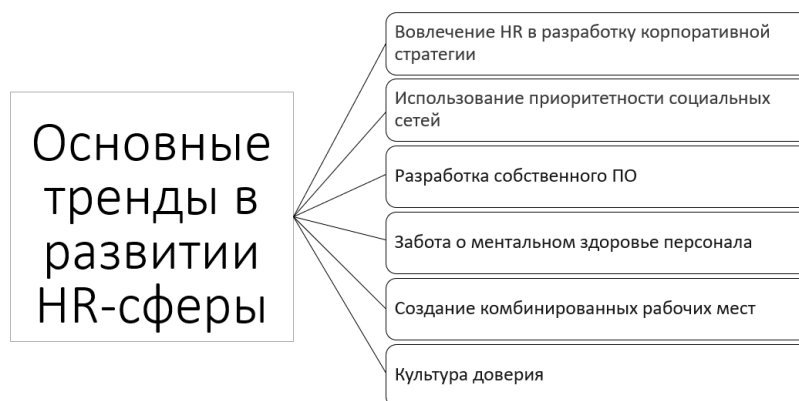 Основные
тренды в
развитии
HR-сферы
Вовлечение HR в разработку корпоративной
стратегии
Использование приоритетности социальных
сетей
Разработка собственного ПО
Забота о ментальном здоровье персонала
Создание комбинированных рабочих мест
Культура доверия